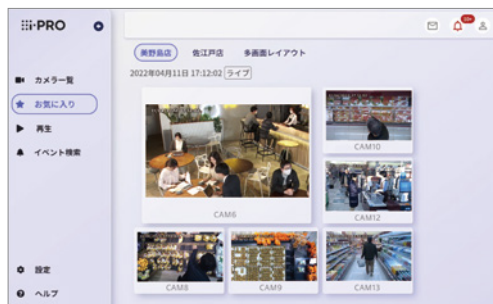 i-PRO
美野島店 佐江戸店 多画面レイアウト
2022年04月11日 17:12:02 ライブ
カメラ一覧
お気に入り
再生
イベント検索
設定
ヘルプ
CAM6
CAM10
CAM12
CAM8
CAM9
CAM13